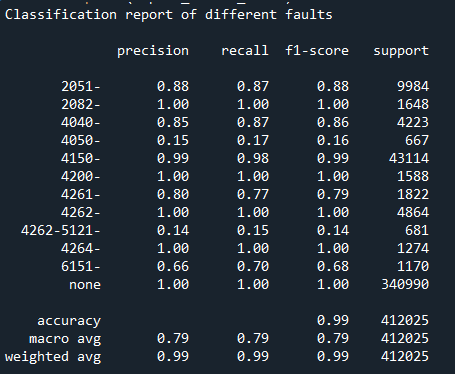 Classification report of different faults
precision recall f1-score support
2051- 0.88 0.87 0.88 9984
2082- 1.00 1.00 1.00 1648
4040- 0.85 0.87 0.86 4223
4050- 0.15 0.17 0.16 667
4150- 0.99 0.98 0.99 43114
4200- 1.00 1.00 1.00 1588
4261- 0.80 0.77 0.79 1822
4262- 1.00 1.00 1.00 4864
4262-5121- 0.14 0.15 0.14 681
4264- 1.00 1.00 1.00 1274
6151- 0.66 0.70 0.68 1170
none 1.00 1.00 1.00 340990
accuracy 0.99 412025
macro avg 0.79 0.79 0.79 412025
weighted avg 0.99 0.99 0.99 412025